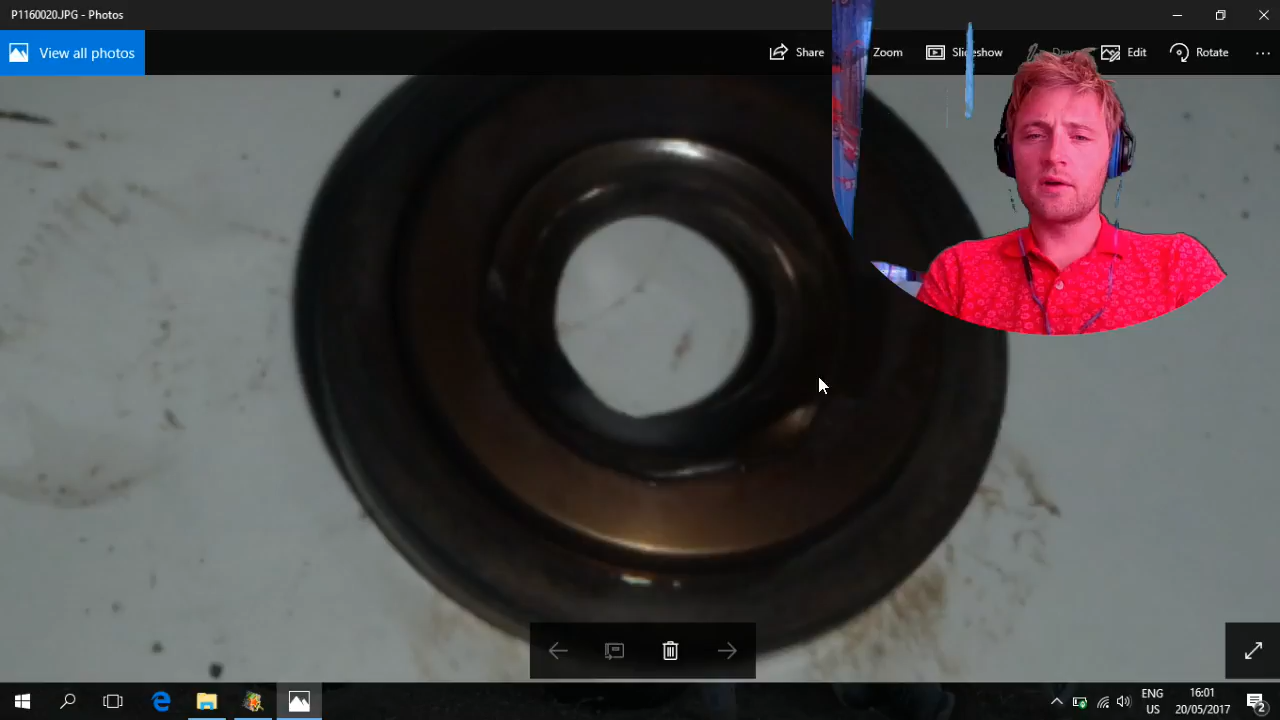 P1160020.JPG - Photos
View all photos
Share
Zoom
Slideshow
Edit
Rotate
ENG
US
16:01
20/05/2017
2